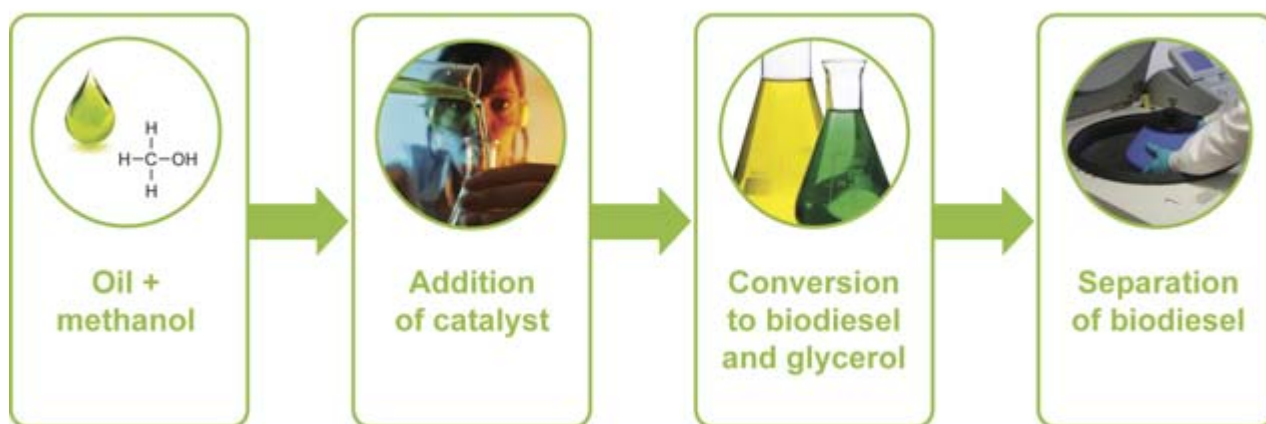 H
H-C-OH
H
Oil +
methanol
Addition
of catalyst
Conversion
to biodiesel
and glycerol
Separation
of biodiesel